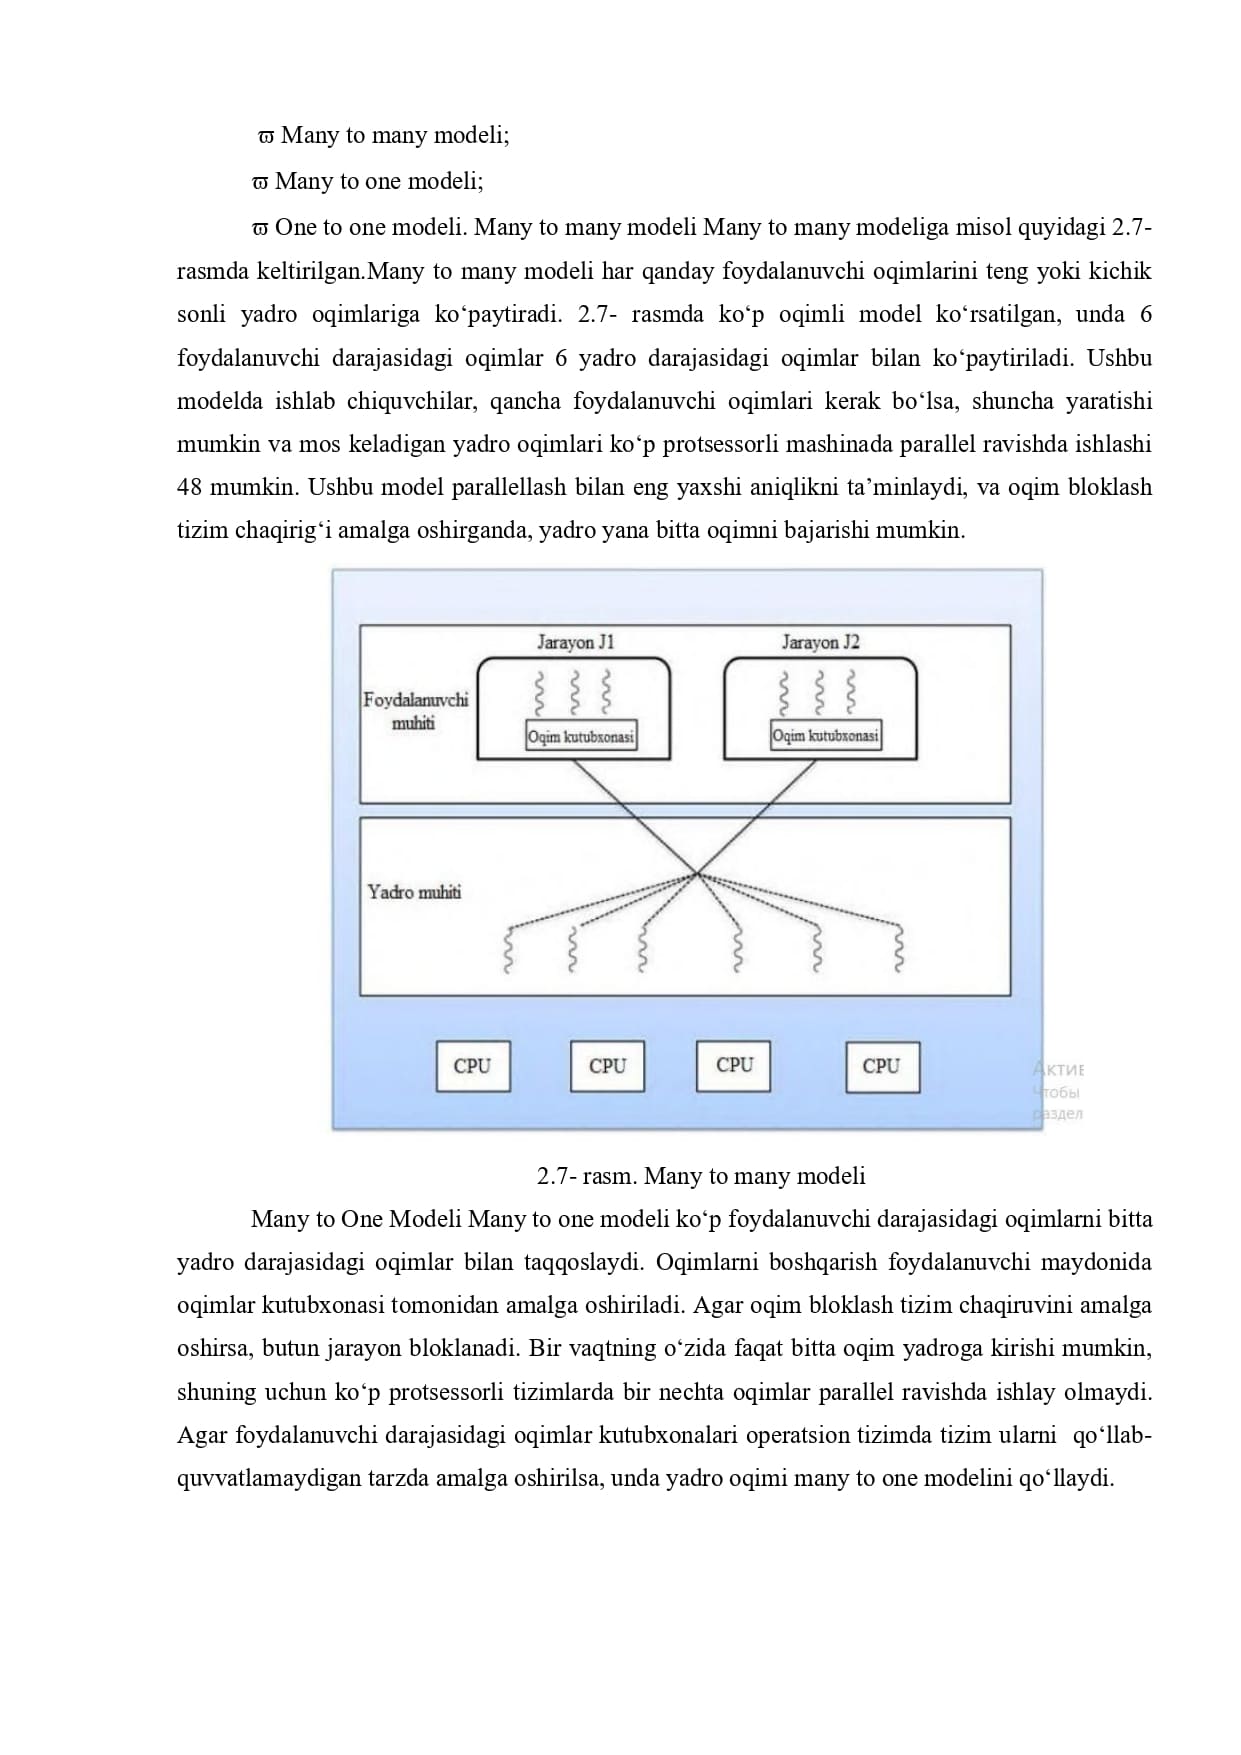 ϖ Many to many modeli;
ϖ Many to one modeli;
ϖ One to one modeli. Many to many modeli Many to many modeliga misol quyidagi 2.7-
rasmda keltirilgan.Many to many modeli har qanday foydalanuvchi oqimlarini teng yoki kichik
sonli yadro oqimlariga ko‘paytiradi. 2.7- rasmda ko‘p oqimli model ko‘rsatilgan, unda 6
foydalanuvchi darajasidagi oqimlar 6 yadro darajasidagi oqimlar bilan ko‘paytiriladi. Ushbu
modelda ishlab chiquvchilar, qancha foydalanuvchi oqimlari kerak bo‘lsa, shuncha yaratishi
mumkin va mos keladigan yadro oqimlari ko‘p protsessorli mashinada parallel ravishda ishlashi
48 mumkin. Ushbu model parallellash bilan eng yaxshi aniqlikni ta’minlaydi, va oqim bloklash
tizim chaqirig‘i amalga oshirganda, yadro yana bitta oqimni bajarishi mumkin.
Jarayon J1
Jarayon J2
Foydalanuvchi
muhiti
Oqim kutubxonasi
Oqim kutubxonasi
Yadro muhiti
CPU
CPU
CPU
CPU
Актив
Чтобы
раздел
2.7- rasm. Many to many modeli
Many to One Modeli Many to one modeli ko‘p foydalanuvchi darajasidagi oqimlarni bitta
yadro darajasidagi oqimlar bilan taqqoslaydi. Oqimlarni boshqarish foydalanuvchi maydonida
oqimlar kutubxonasi tomonidan amalga oshiriladi. Agar oqim bloklash tizim chaqiruvini amalga
oshirsa, butun jarayon bloklanadi. Bir vaqtning o‘zida faqat bitta oqim yadroga kirishi mumkin,
shuning uchun ko‘p protsessorli tizimlarda bir nechta oqimlar parallel ravishda ishlay olmaydi.
Agar foydalanuvchi darajasidagi oqimlar kutubxonalari operatsion tizimda tizim ularni qo‘llab-
quvvatlamaydigan tarzda amalga oshirilsa, unda yadro oqimi many to one modelini qo‘llaydi.